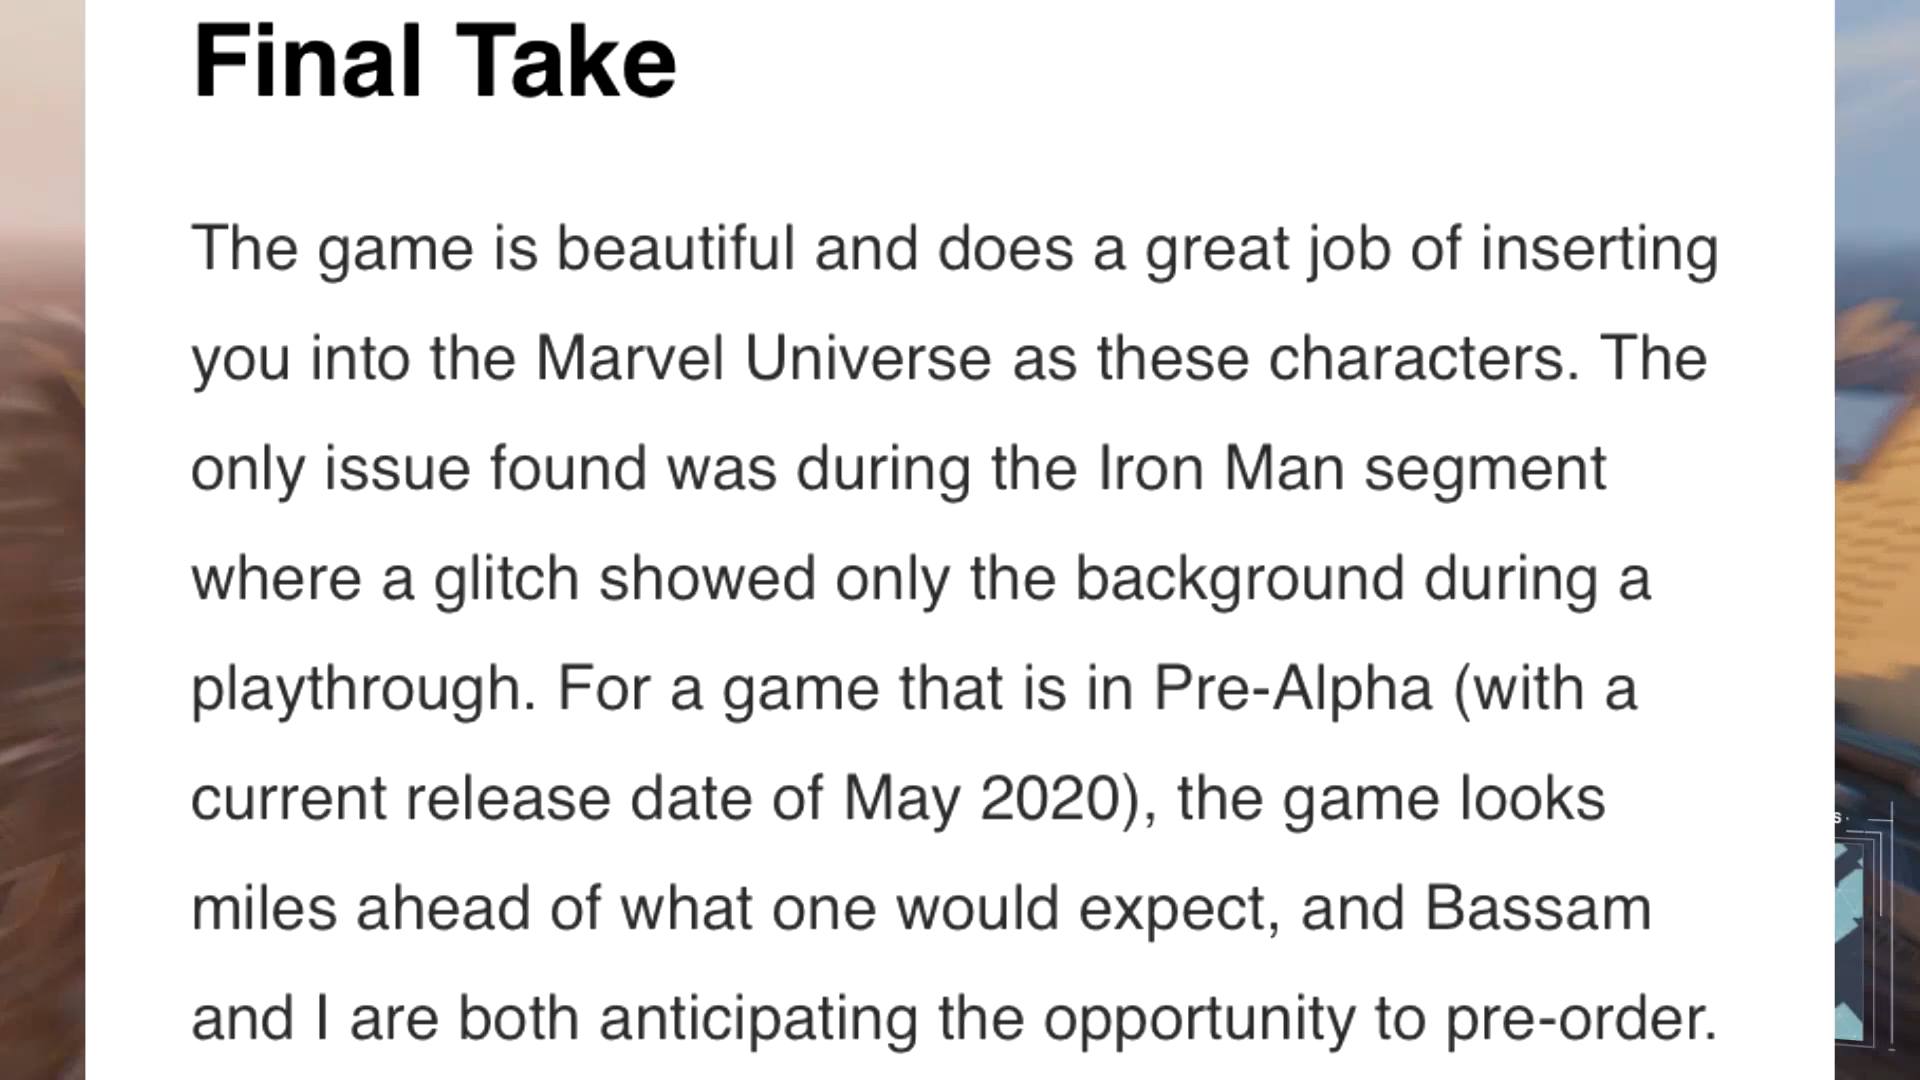 Final Take
The game is beautiful and does a great job of inserting
you into the Marvel Universe as these characters. The
only issue found was during the Iron Man segment
where a glitch showed only the background during a
playthrough. For a game that is in Pre-Alpha (with a
current release date of May 2020), the game looks
miles ahead of what one would expect, and Bassam
and I are both anticipating the opportunity to pre-order.